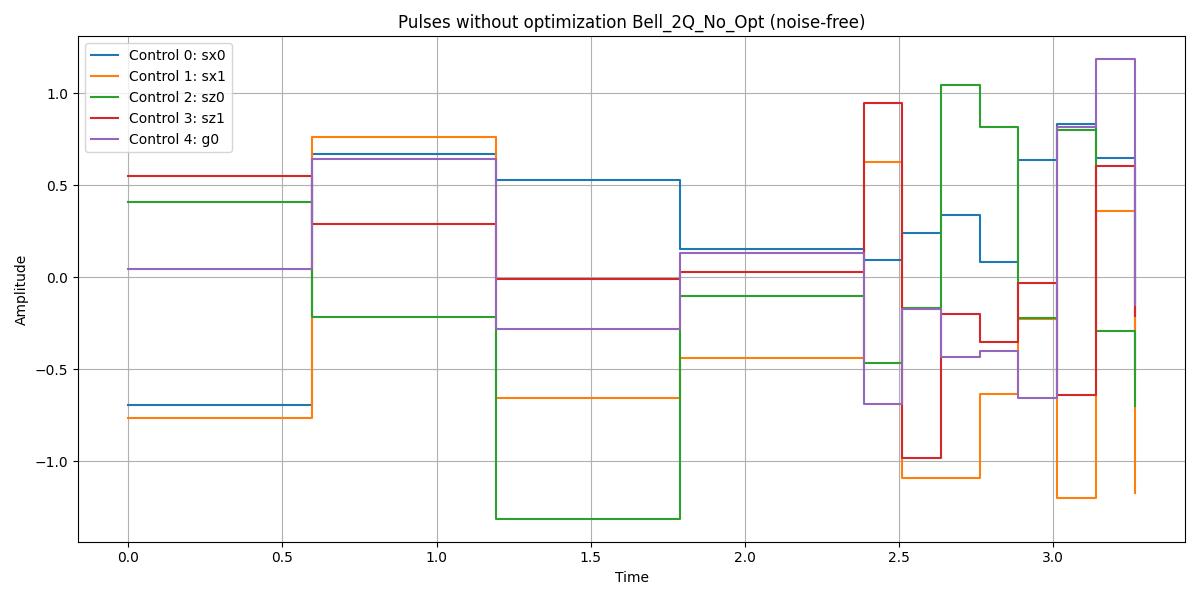 Pulses without optimization Bell_2Q_No_Opt (noise-free)
Control 0: sx0
Control 1: sx1
Control 2: sz0
Control 3: sz1
Control 4: g0
Amplitude
1.0
0.5
0.0
−0.5
−1.0
0.0 0.5 1.0 1.5 2.0 2.5 3.0
Time